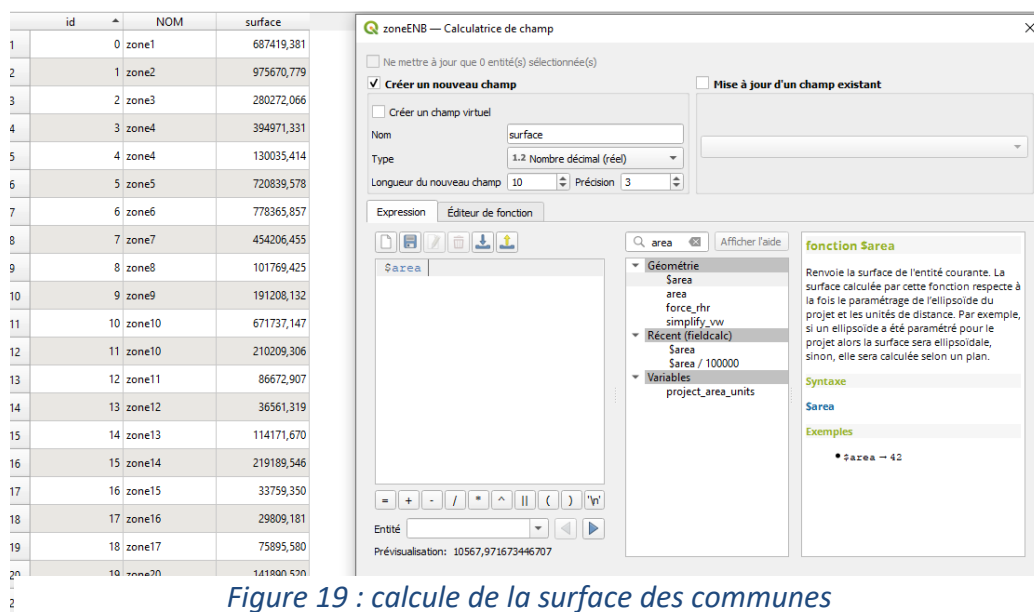 id NOM surface
1 0 zone1 687419,381
2 1 zone2 975670,779
3 2 zone3 280272,066
4 3 zone4 394971,331
5 4 zone4 130035,414
6 5 zone5 720839,578
7 6 zone6 778365,857
8 7 zone7 454206,455
9 8 zone8 101769,425
10 9 zone9 191208,132
11 10 zone10 671737,147
12 11 zone10 210209,306
13 12 zone11 86672,907
14 13 zone12 36561,319
15 14 zone13 114171,670
16 15 zone14 219189,546
17 16 zone15 33759,350
18 17 zone16 29809,181
19 18 zone17 75895,580
20 19 zone20 141890,520
2
zoneENB — Calculatrice de champ
Ne mettre à jour que 0 entité(s) sélectionnée(s)
Créer un nouveau champ
Mise à jour d'un champ existant
Créer un champ virtuel
Nom surface
Type 1.2 Nombre décimal (réel)
Longueur du nouveau champ 10 Précision 3
Expression Éditeur de fonction
$area
= + - / * ^ || ( ) '\n'
Entité
Prévisualisation: 10567,971673446707
area Afficher l'aide
Géométrie
$area
area
force_rhr
simplify_vw
Récent (fieldcalc)
$area
$area / 100000
Variables
project_area_units
fonction $area
Renvoie la surface de l'entité courante. La
surface calculée par cette fonction respecte à
la fois le paramétrage de l'ellipsoïde du
projet et les unités de distance. Par exemple,
si un ellipsoïde a été paramétré pour le
projet alors la surface sera ellipsoïdale,
sinon, elle sera calculée selon un plan.
Syntaxe
$area
Exemples
• $area → 42
Figure 19 : calcule de la surface des communes